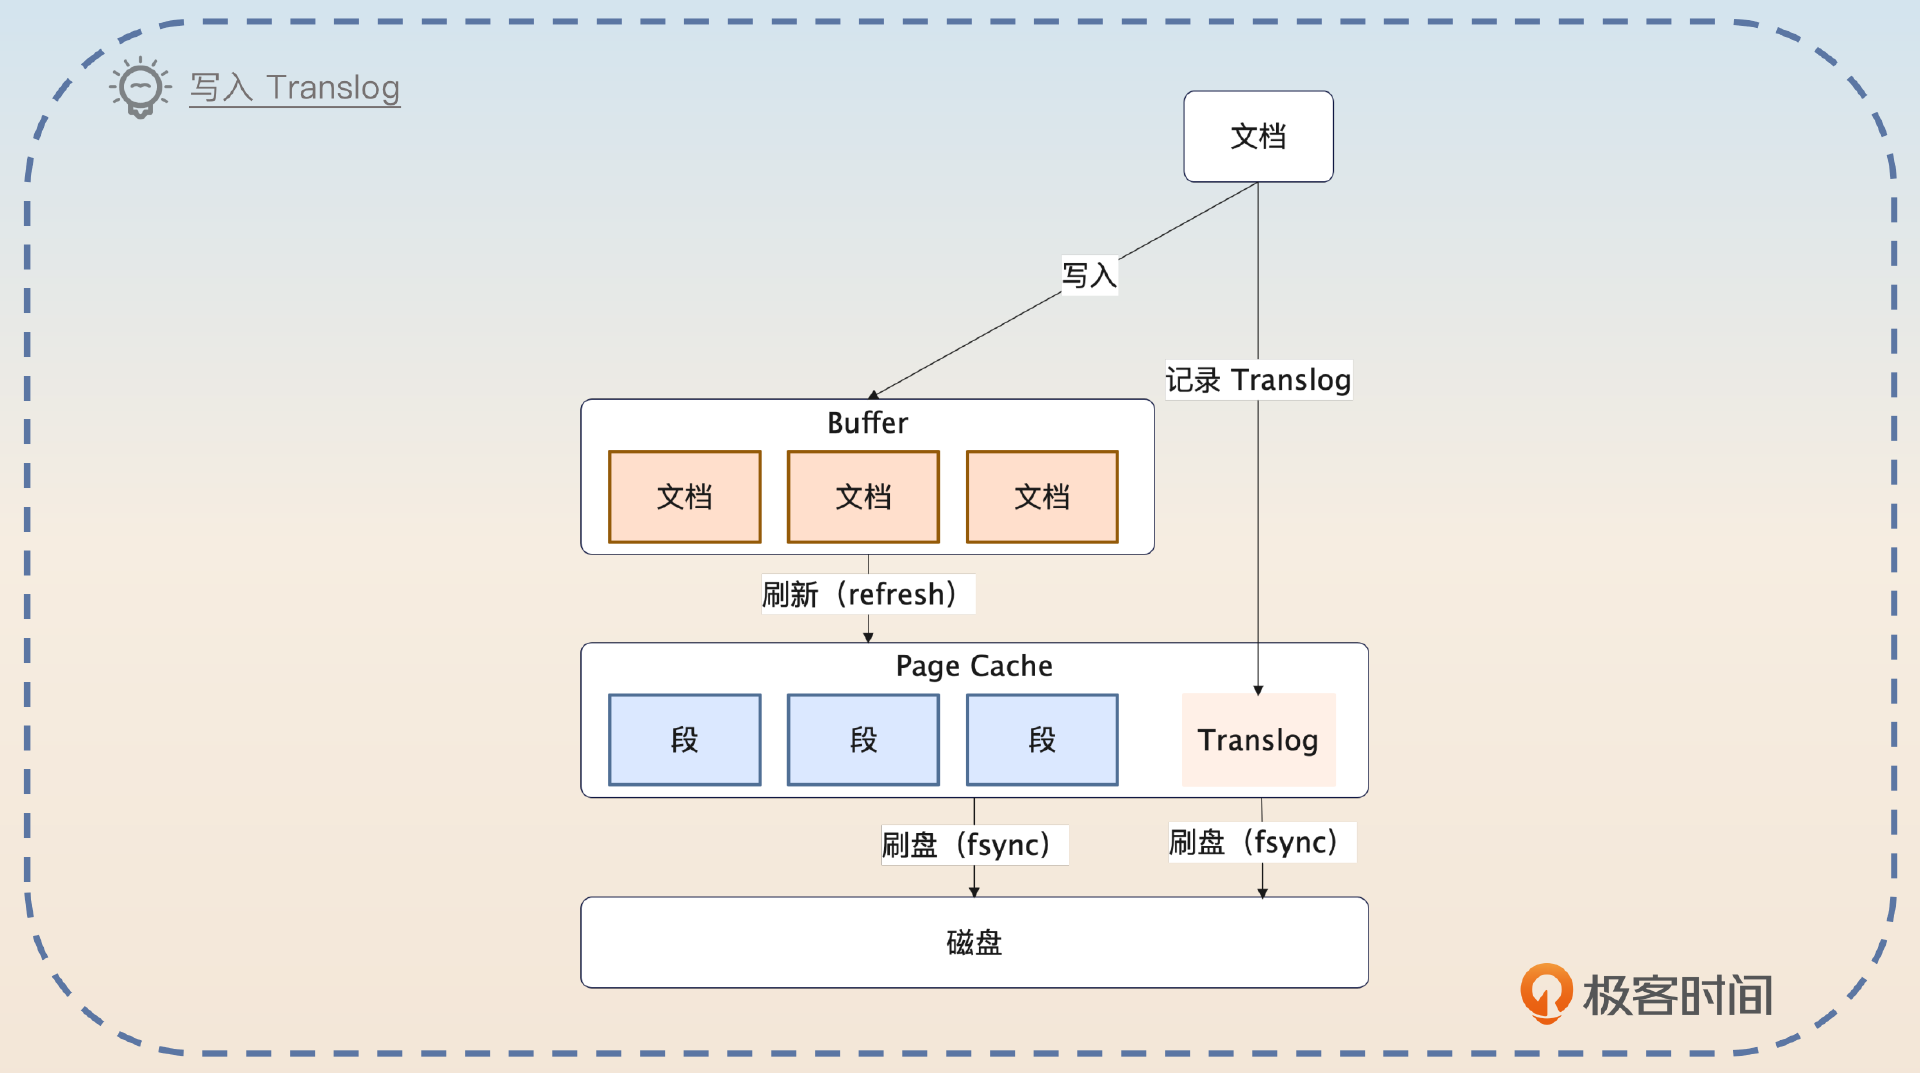 写入 Translog
文档
写入
记录 Translog
Buffer
文档
文档
文档
刷新（refresh）
Page Cache
段
段
段
Translog
刷盘（fsync）
刷盘（fsync）
磁盘
极客时间